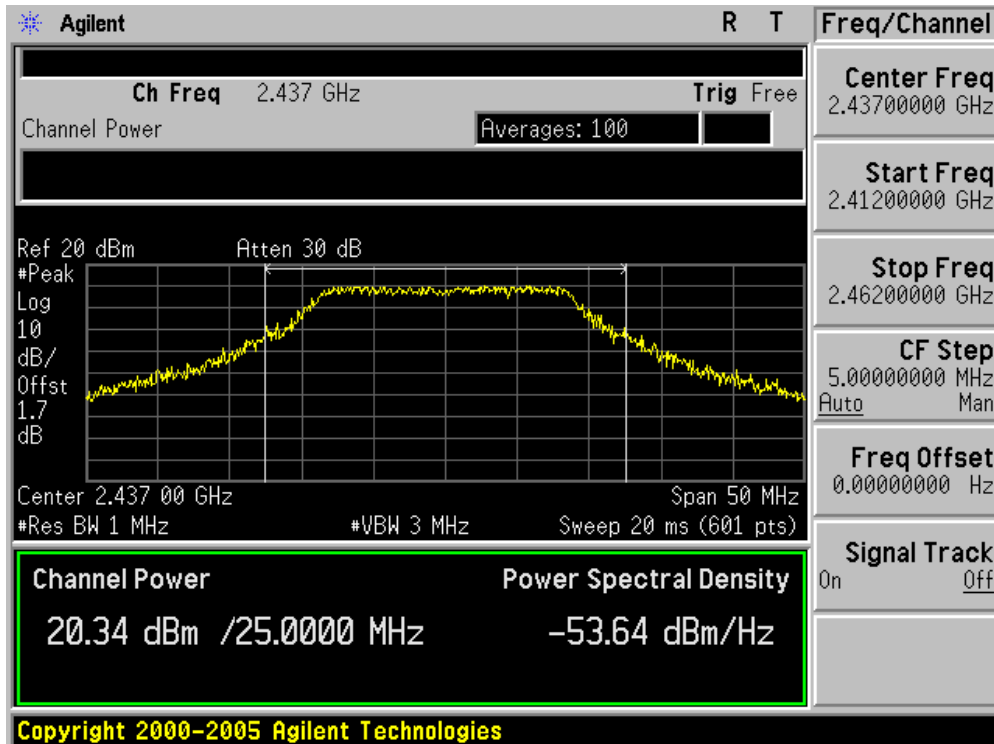 Agilent R T
Ch Freq 2.437 GHz Trig Free
Channel Power Averages: 100
Ref 20 dBm Atten 30 dB
#Peak
Log
10
dB/
Offst
1.7
dB
Center 2.437 00 GHz Span 50 MHz
#Res BW 1 MHz #VBW 3 MHz Sweep 20 ms (601 pts)
Channel Power Power Spectral Density
20.34 dBm /25.0000 MHz -53.64 dBm/Hz
Copyright 2000-2005 Agilent Technologies
Freq/Channel
Center Freq
2.43700000 GHz
Start Freq
2.41200000 GHz
Stop Freq
2.46200000 GHz
CF Step
5.00000000 MHz
Auto Man
Freq Offset
0.00000000 Hz
Signal Track
On Off